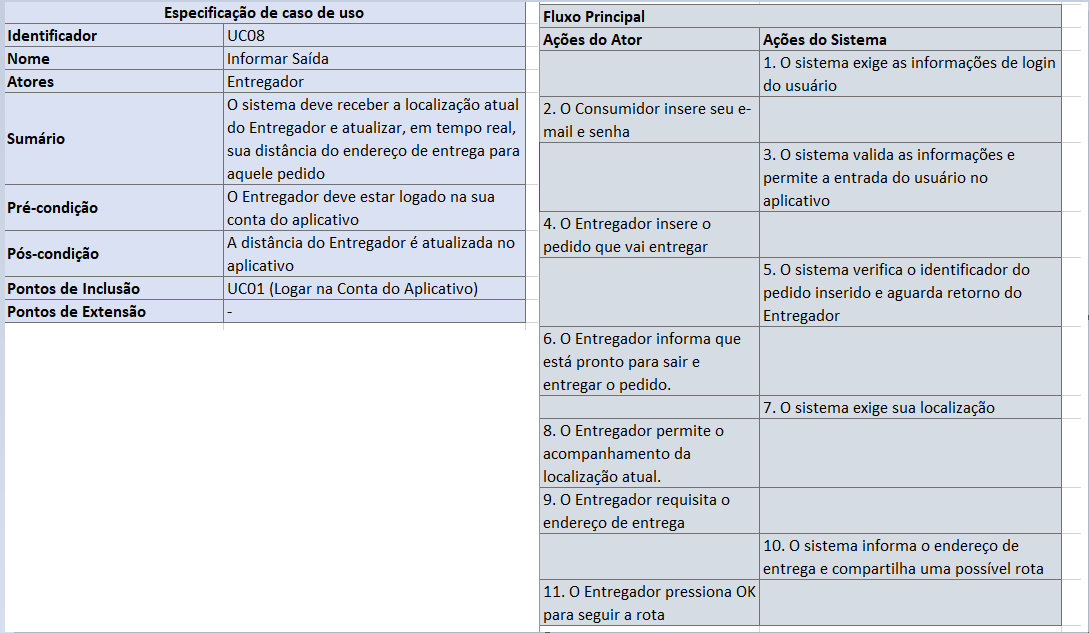 Especificação de caso de uso
Identificador UC08
Nome Informar Saída
Atores Entregador
Sumário
O sistema deve receber a localização atual
do Entregador e atualizar, em tempo real,
sua distância do endereço de entrega para
aquele pedido
Pré-condição
O Entregador deve estar logado na sua
conta do aplicativo
Pós-condição
A distância do Entregador é atualizada no
aplicativo
Pontos de Inclusão UC01 (Logar na Conta do Aplicativo)
Pontos de Extensão -
Fluxo Principal
Ações do Ator Ações do Sistema
1. O sistema exige as informações de login
do usuário
2. O Consumidor insere seu e-
mail e senha
3. O sistema valida as informações e
permite a entrada do usuário no
aplicativo
4. O Entregador insere o
pedido que vai entregar
5. O sistema verifica o identificador do
pedido inserido e aguarda retorno do
Entregador
6. O Entregador informa que
está pronto para sair e
entregar o pedido.
7. O sistema exige sua localização
8. O Entregador permite o
acompanhamento da
localização atual.
9. O Entregador requisita o
endereço de entrega
10. O sistema informa o endereço de
entrega e compartilha uma possível rota
11. O Entregador pressiona OK
para seguir a rota